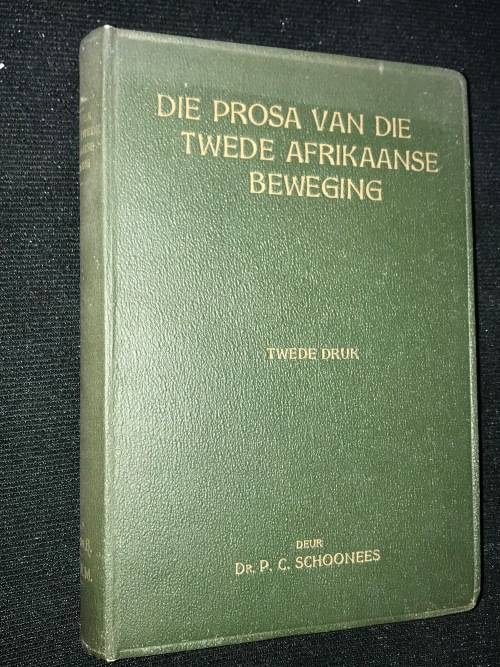 DIE PROSA VAN DIE
TWEDE AFRIKAANSE
BEWEGING
TWEDE DRUK
DEUR
DR. P. C. SCHOONEES